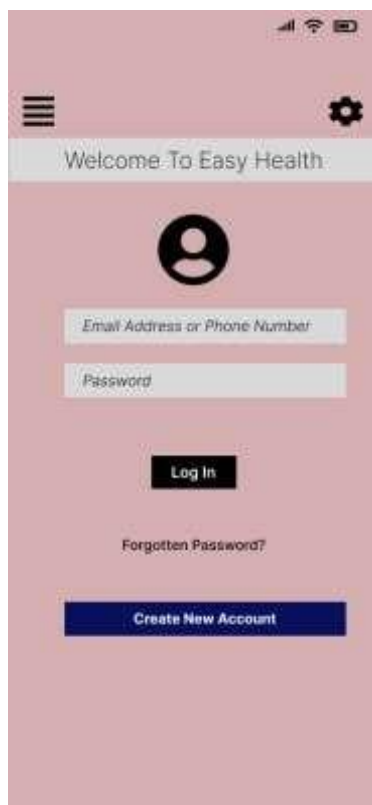 Welcome To Easy Health
Email Address or Phone Number
Password
Log In
Forgotten Password?
Create New Account